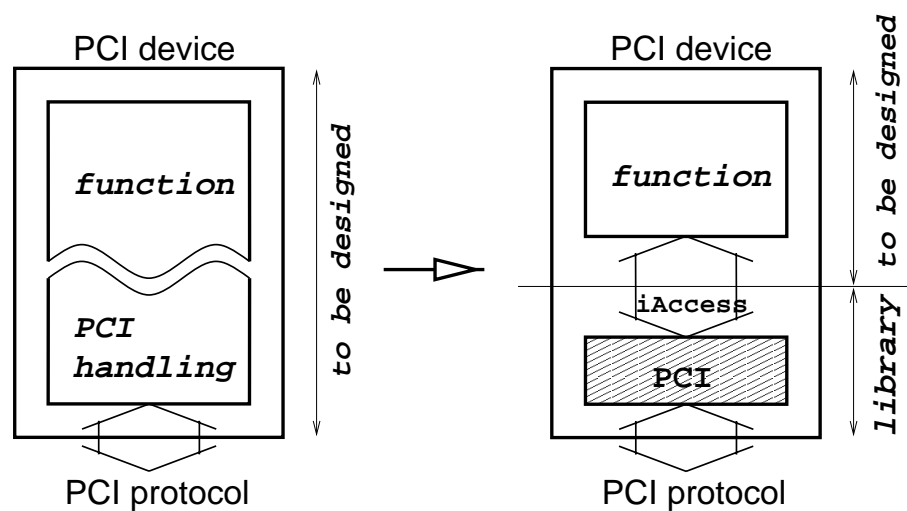 PCI device
function
PCI
handling
to be designed
PCI protocol
PCI device
function
iAccess
PCI
to be designed
library
PCI protocol